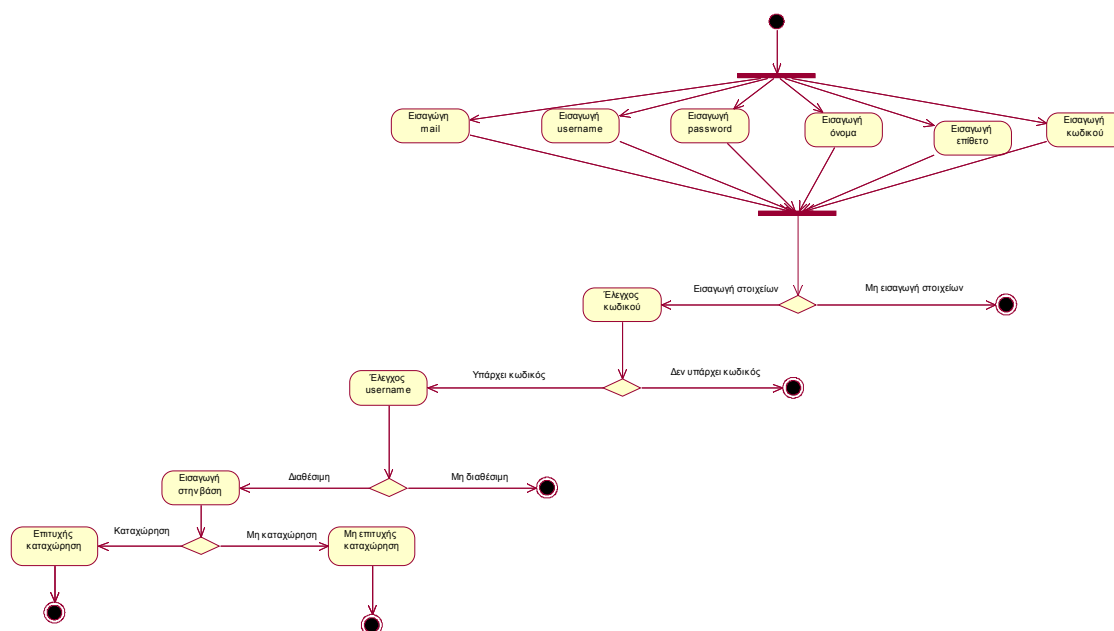 Εισαγώγη
mail
Εισαγωγή
username
Εισαγωγή
password
Εισαγωγή
όνομα
Εισαγωγή
επίθετο
Εισαγωγή
κωδικού
Εισαγωγή στοιχείων
Μη εισαγωγή στοιχείων
Έλεγχος
κωδικού
Υπάρχει κωδικός
Δεν υπάρχει κωδικός
Έλεγχος
username
Διαθέσιμη
Μη διαθέσιμη
Εισαγωγή
στην βάση
Καταχώρηση
Μη καταχώρηση
Επιτυχής
καταχώρηση
Μη επιτυχής
καταχώρηση